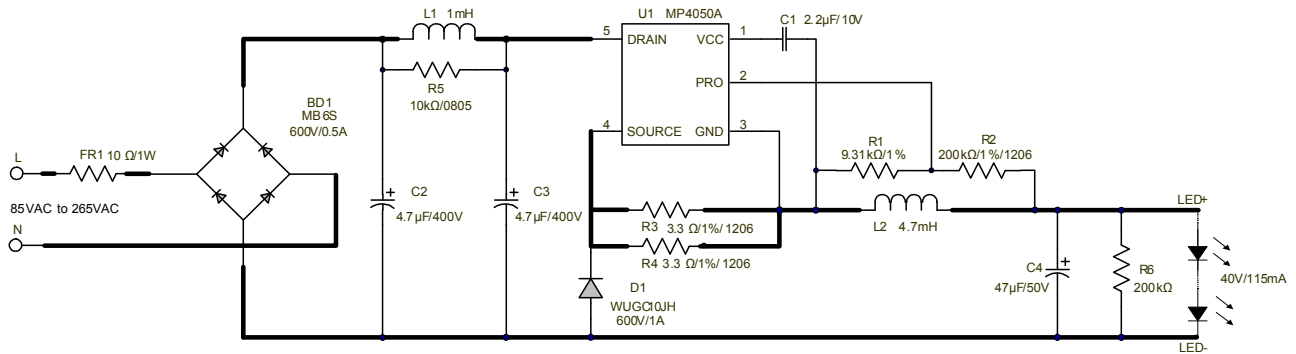 L1 1mH
U1 MP4050A
C1 2.2µF/10V
5 DRAIN VCC 1
R5
10kΩ/0805
PRO 2
BD1
MB6S
600V/0.5A
4 SOURCE GND 3
L
FR1 10 Ω/1W
R1
9.31kΩ/1%
R2
200kΩ/1%/1206
85VAC to 265VAC
N
C2
4.7µF/400V
C3
4.7µF/400V
R3 3.3 Ω/1%/1206
R4 3.3 Ω/1%/1206
L2 4.7mH
LED+
D1
WUGC10JH
600V/1A
C4
47µF/50V
R6
200kΩ
40V/115mA
LED-